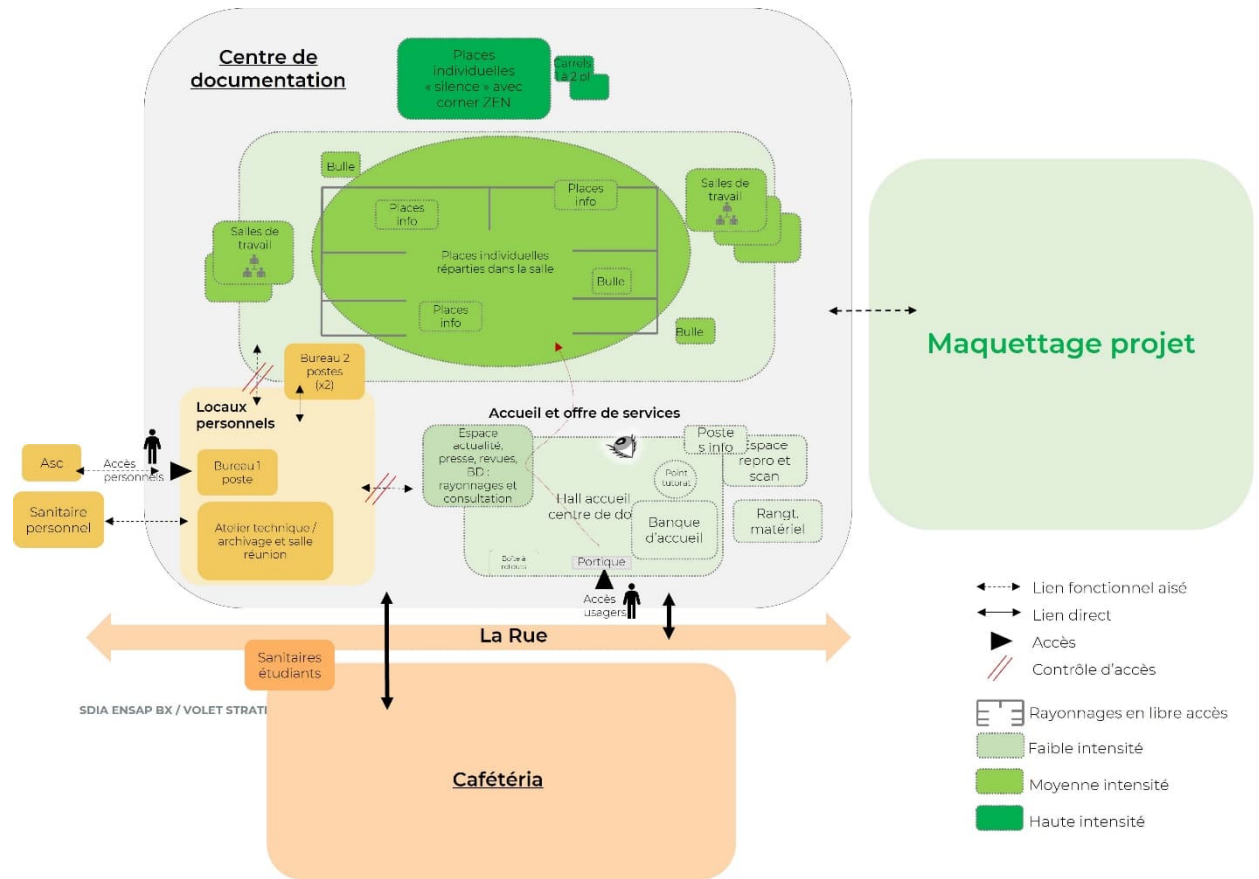 Centre de
documentation
Places
individuelles
« silence » avec
corner ZEN
Carrels
1 à 2 pl
Bulle
Places
info
Places
info
Salles de
travail
Salles de
travail
Places individuelles
réparties dans la salle
Bulle
Places
info
Bulle
Maquettage projet
Bureau 2
postes
(x2)
Locaux
personnels
Accueil et offre de services
Espace
actualité,
presse, revues,
BD :
rayonnages et
consultation
Poste
s info
Espace
repro et
scan
Point
tutorat
Hall accueil
centre de do
Banque
d'accueil
Rangt.
matériel
Asc
Accès
personnels
Bureau 1
poste
Sanitaire
personnel
Atelier technique /
archivage et salle
réunion
Boîte à
retours
Portique
Accès
usagers
La Rue
Sanitaires
étudiants
SDIA ENSAP BX / VOLET STRATE
Cafétéria
Lien fonctionnel aisé
Lien direct
Accès
Contrôle d'accès
Rayonnages en libre accès
Faible intensité
Moyenne intensité
Haute intensité